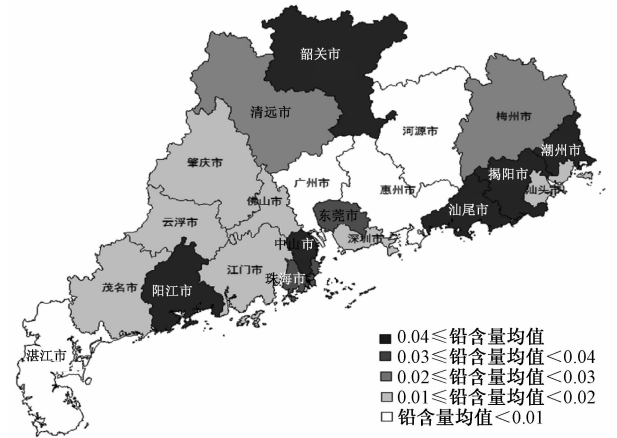 韶关市
清远市
河源市
梅州市
潮州市
肇庆市
广州市
惠州市
揭阳市
汕头市
佛山市
东莞市
汕尾市
云浮市
中山市
深圳市
江门市
珠海市
茂名市
阳江市
湛江市
0.04≤铅含量均值
0.03≤铅含量均值<0.04
0.02≤铅含量均值<0.03
0.01≤铅含量均值<0.02
铅含量均值<0.01